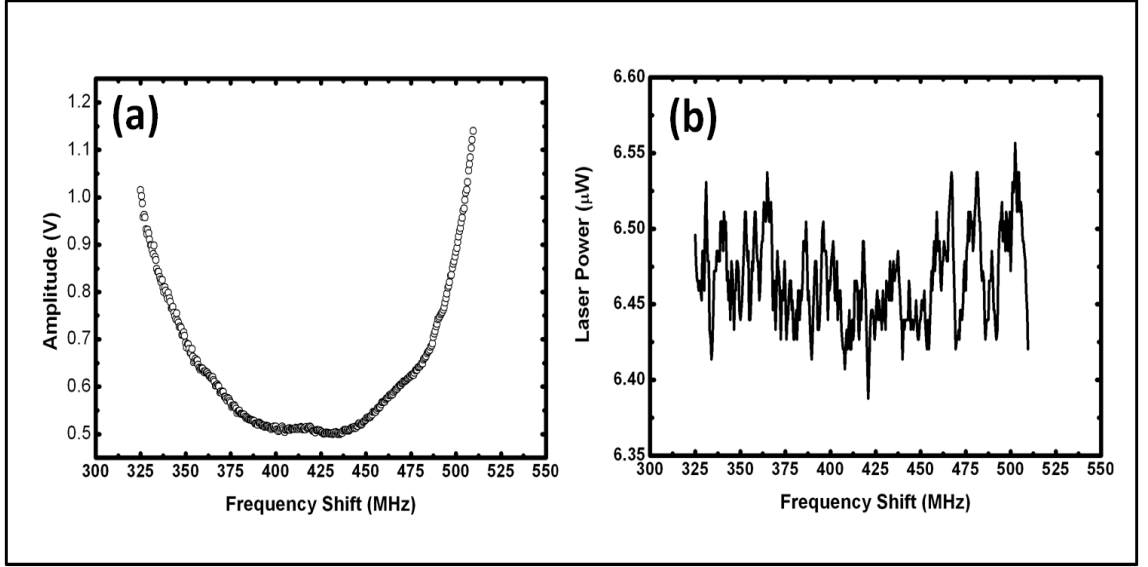 (a)
Amplitude (V)
1.2
1.1
1.0
0.9
0.8
0.7
0.6
0.5
300 325 350 375 400 425 450 475 500 525 550
Frequency Shift (MHz)
(b)
Laser Power (μW)
6.60
6.55
6.50
6.45
6.40
6.35
300 325 350 375 400 425 450 475 500 525 550
Frequency Shift (MHz)